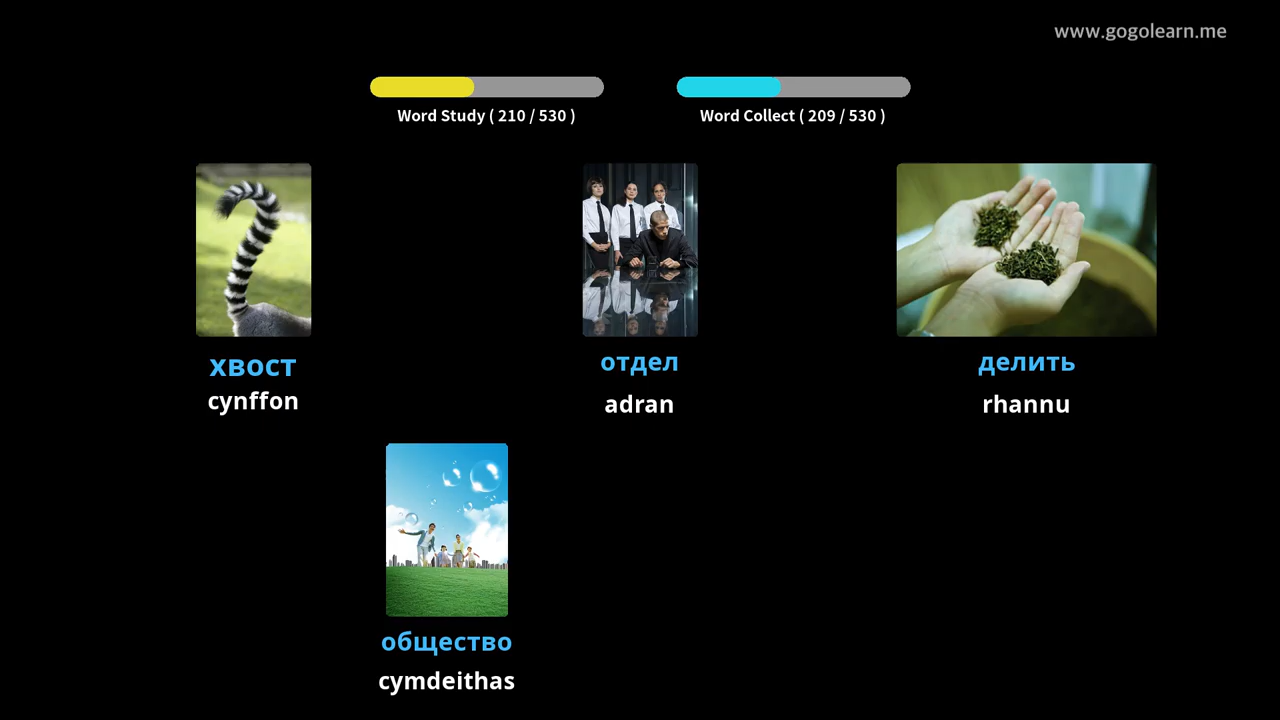 www.gogolearn.me
Word Study ( 210 / 530 )
Word Collect ( 209 / 530 )
хвост
cynffon
отдел
adran
делить
rhannu
общество
cymdeithas